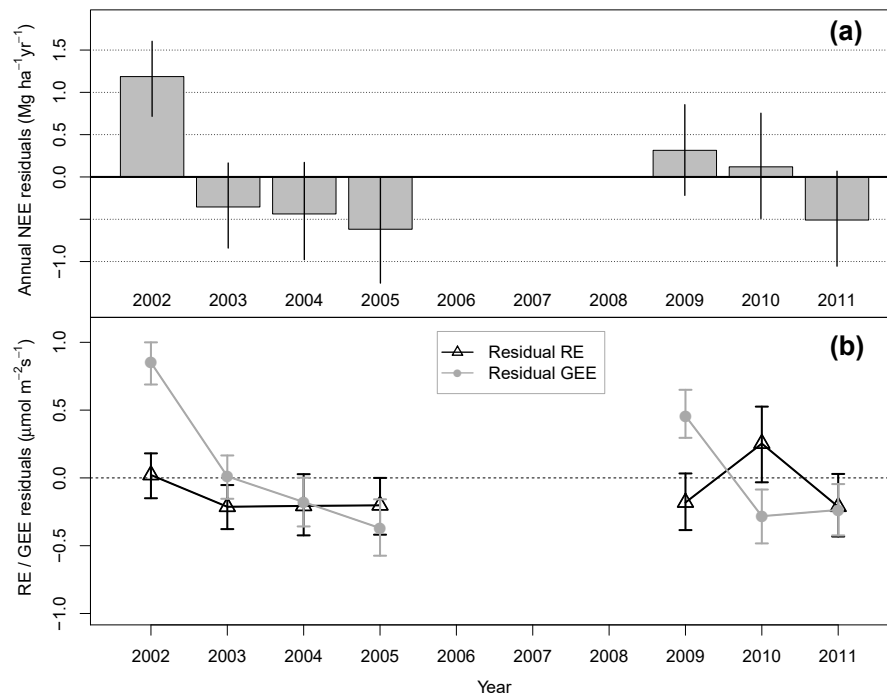 (a)
Annual NEE residuals (Mg ha⁻¹yr⁻¹)
1.5
1.0
0.5
0.0
−1.0
2002 2003 2004 2005 2006 2007 2008 2009 2010 2011
(b)
Residual RE
Residual GEE
RE / GEE residuals (μmol m⁻²s⁻¹)
1.0
0.5
0.0
−0.5
−1.0
2002 2003 2004 2005 2006 2007 2008 2009 2010 2011
Year